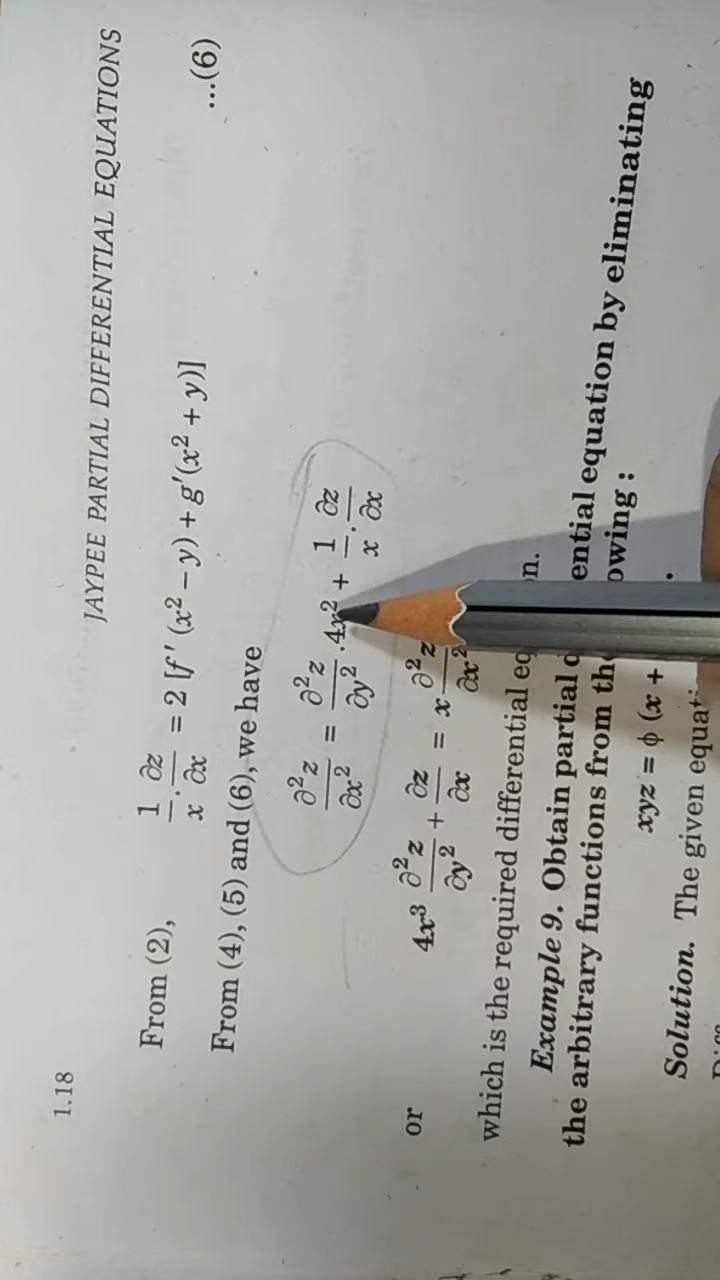 1.18 JAYPEE PARTIAL DIFFERENTIAL EQUATIONS
From (2), 1/x . ∂z/∂x = 2 [f′ (x² − y) + g′(x² + y)] ...(6)
From (4), (5) and (6), we have
∂²z/∂x² = ∂²z/∂y² . 4x² + 1/x . ∂z/∂x
or 4x³ ∂²z/∂y² + ∂z/∂x = x ∂²z/∂x²
which is the required differential
Example 9. Obtain partial ential equation by eliminating
the arbitrary functions from owing :
xyz = ϕ (x +
Solution. The given